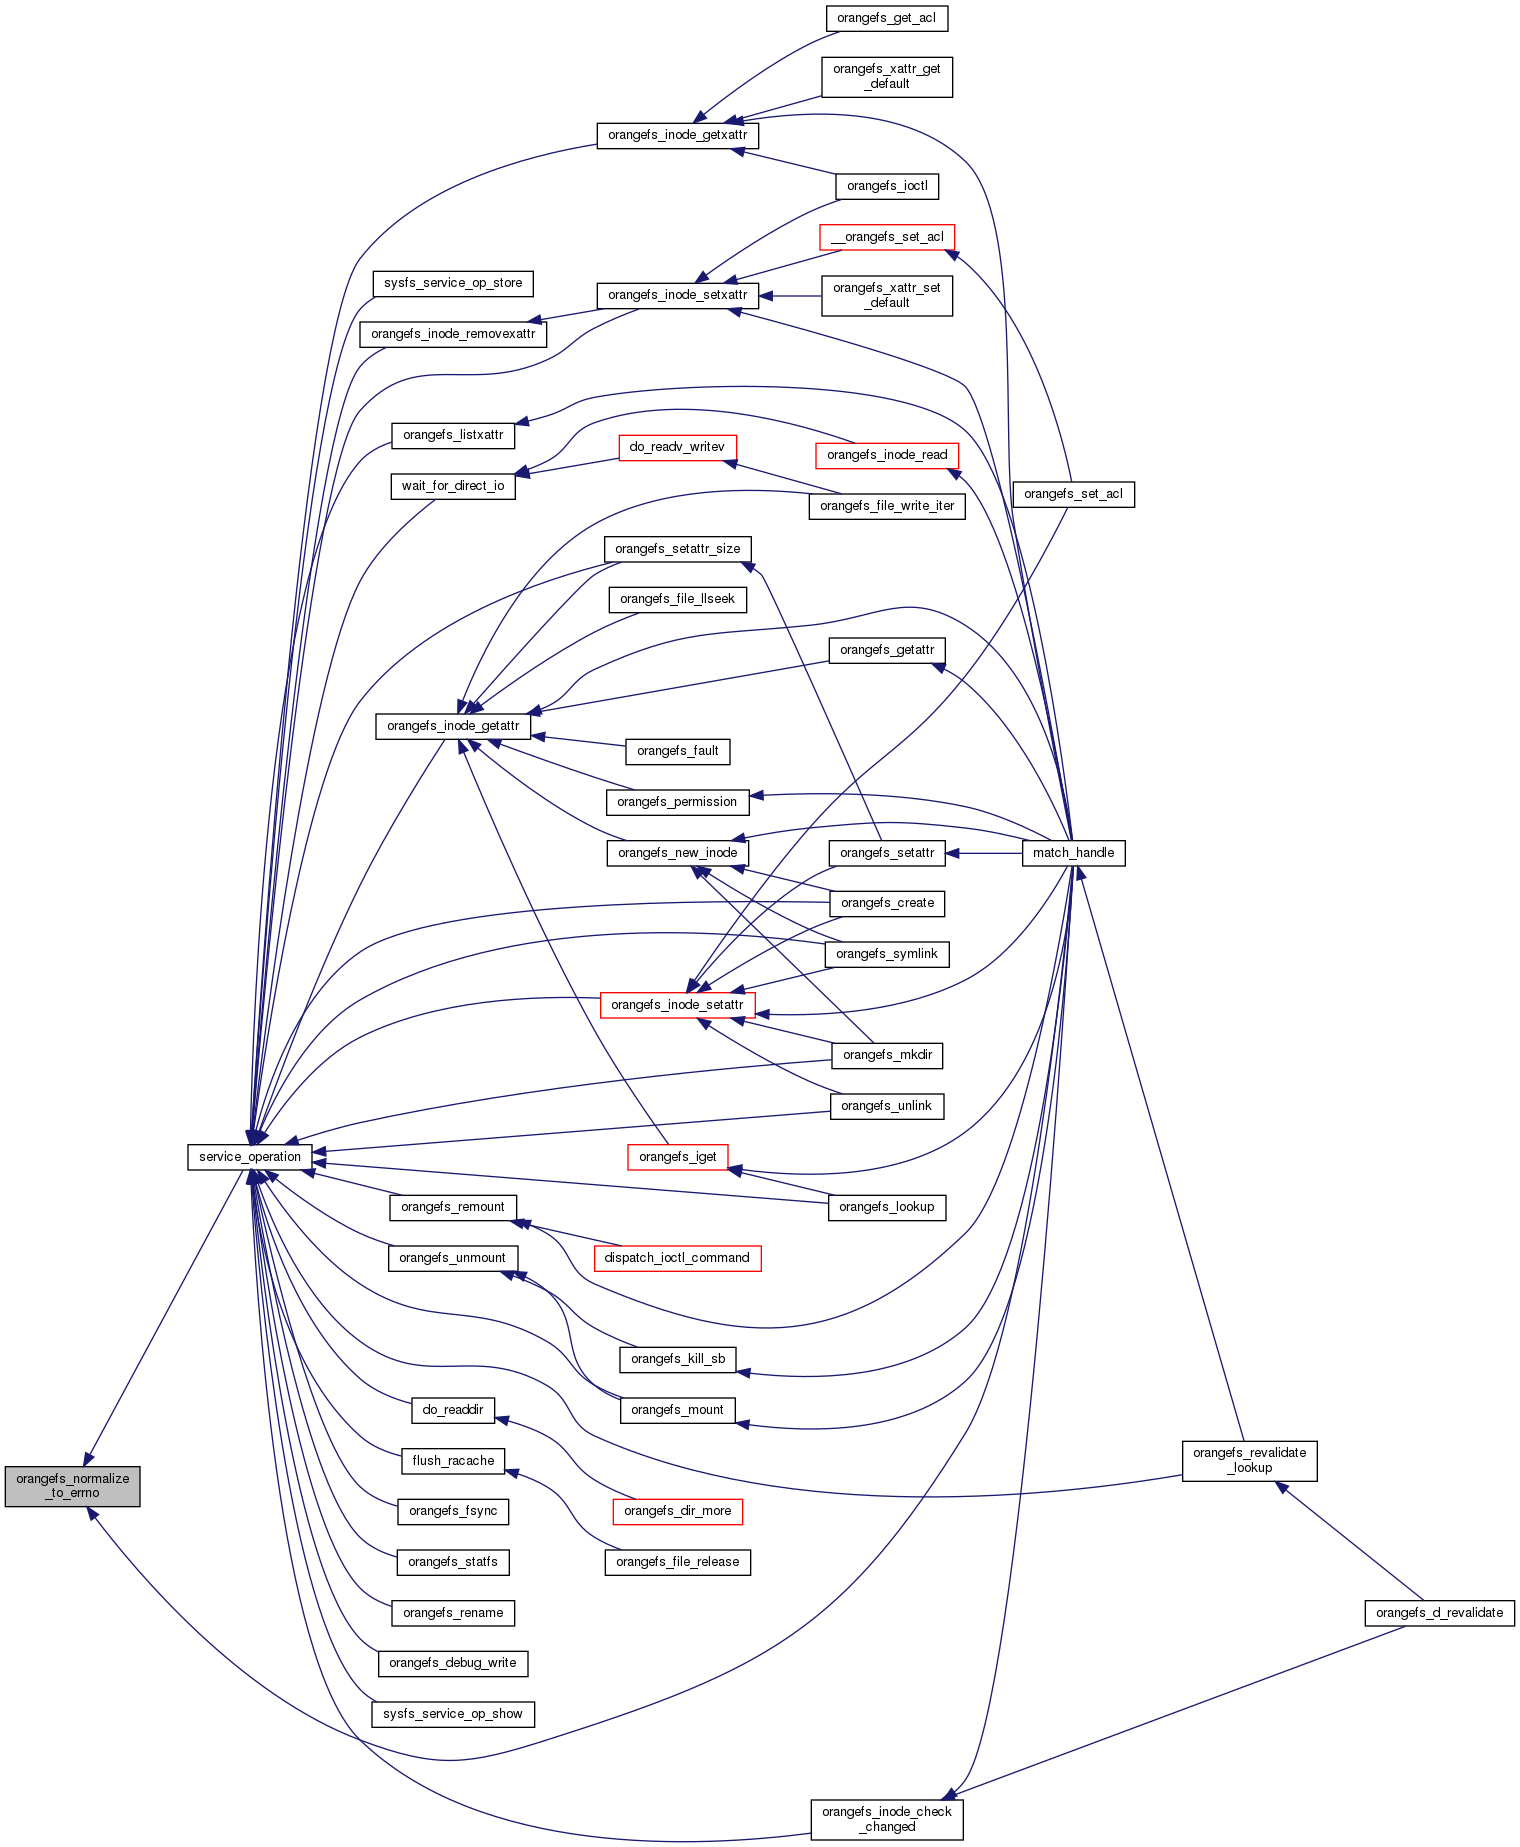 orangefs_get_acl
orangefs_xattr_get
_default
orangefs_inode_getxattr
orangefs_ioctl
__orangefs_set_acl
sysfs_service_op_store
orangefs_inode_setxattr
orangefs_xattr_set
_default
orangefs_inode_removexattr
orangefs_listxattr
do_readv_writev
orangefs_inode_read
wait_for_direct_io
orangefs_set_acl
orangefs_file_write_iter
orangefs_setattr_size
orangefs_file_llseek
orangefs_getattr
orangefs_inode_getattr
orangefs_fault
orangefs_permission
orangefs_new_inode
orangefs_setattr
match_handle
orangefs_create
orangefs_symlink
orangefs_inode_setattr
orangefs_mkdir
orangefs_unlink
service_operation
orangefs_iget
orangefs_remount
orangefs_lookup
orangefs_unmount
dispatch_ioctl_command
orangefs_kill_sb
do_readdir
orangefs_mount
flush_racache
orangefs_revalidate
_lookup
orangefs_normalize
_to_errno
orangefs_fsync
orangefs_dir_more
orangefs_statfs
orangefs_file_release
orangefs_rename
orangefs_d_revalidate
orangefs_debug_write
sysfs_service_op_show
orangefs_inode_check
_changed